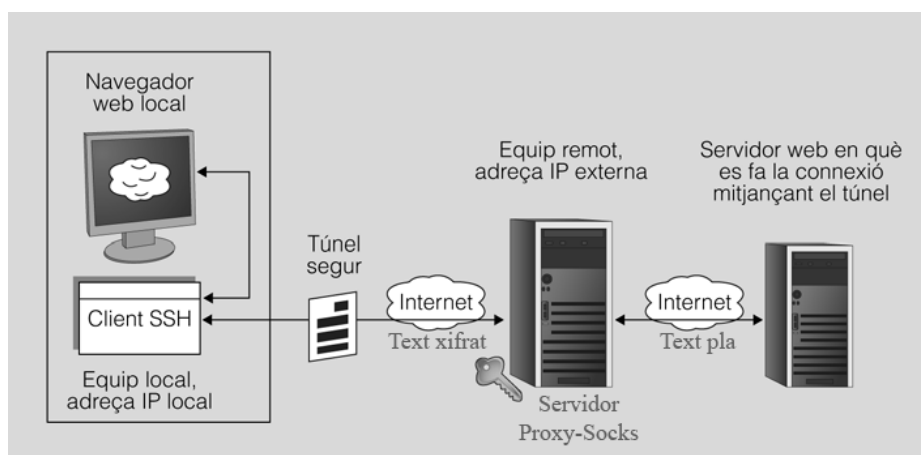 Navegador
web local
Client SSH
Equip local,
adreça IP local
Túnel
segur
Internet
Text xifrat
Equip remot,
adreça IP externa
Servidor
Proxy-Socks
Internet
Text pla
Servidor web en què
es fa la connexió
mitjançant el túnel